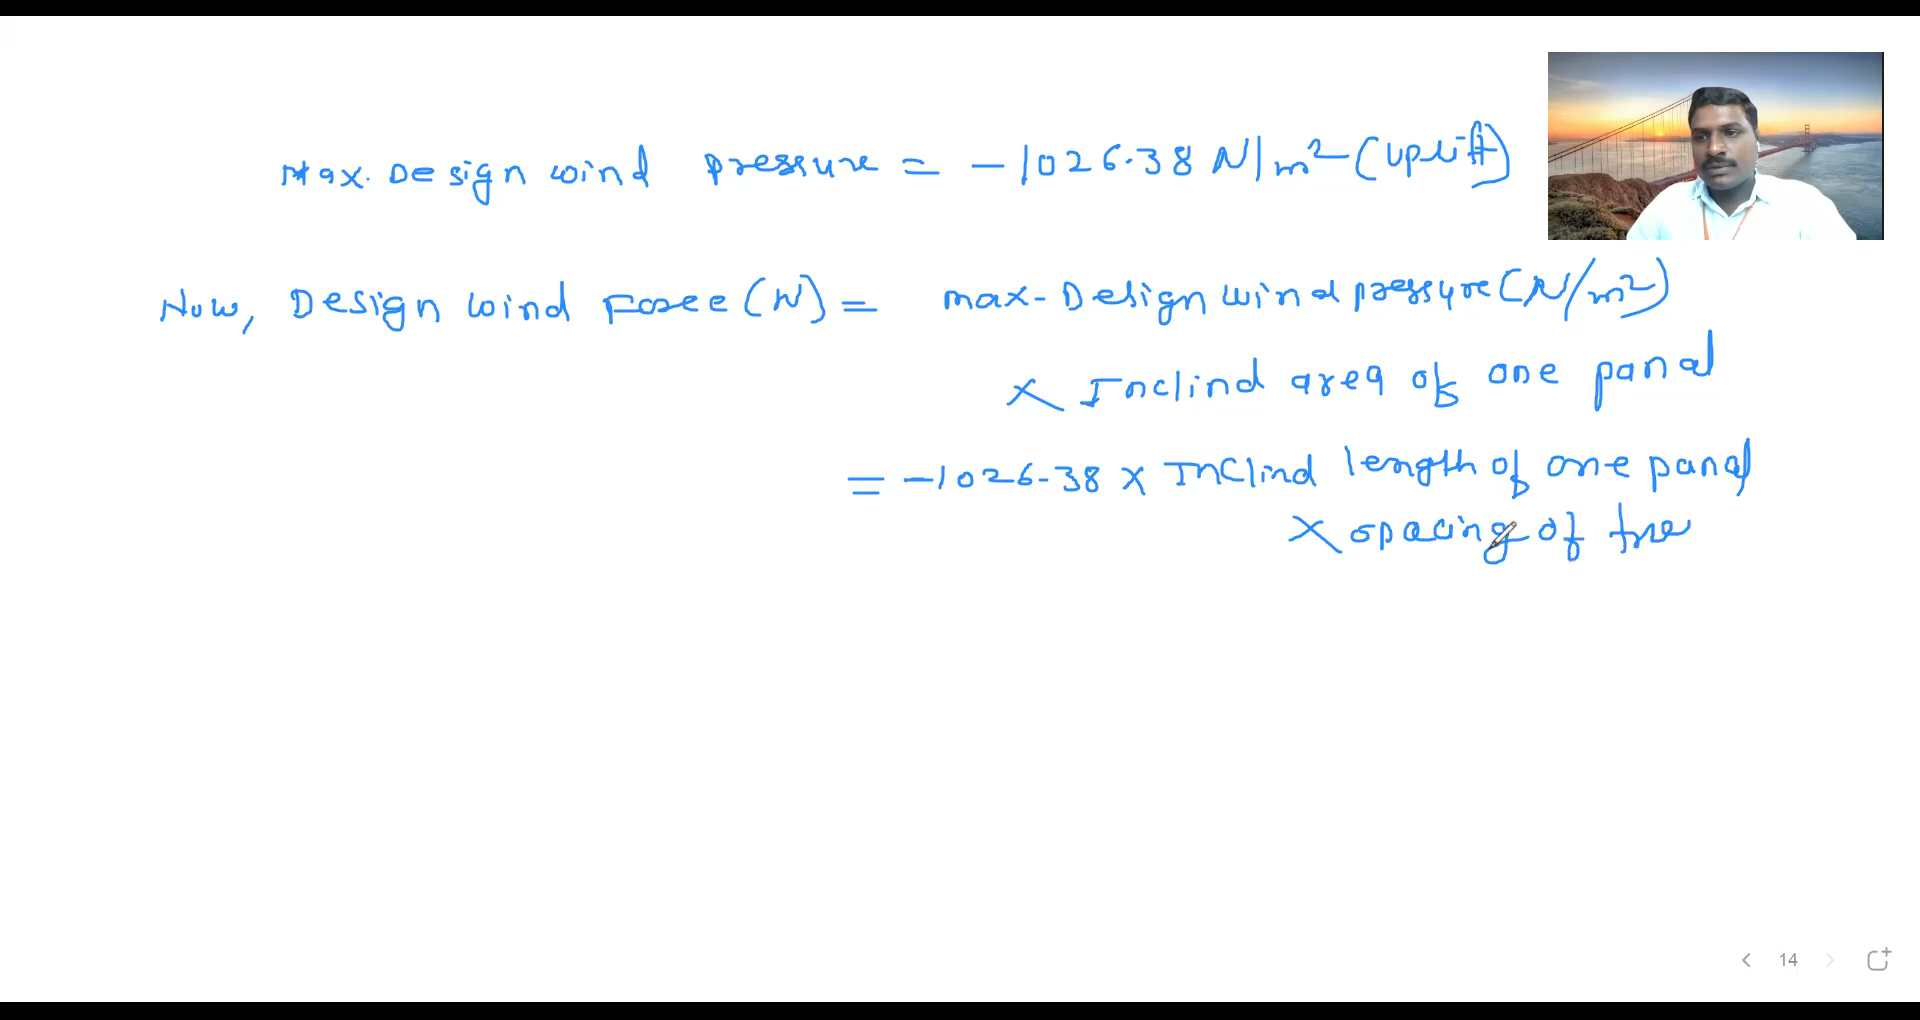 Max. Design wind pressure = -1026.38 N/m² (uplift)
Now, Design wind Force (N) = max. Design wind pressure (N/m²)
x Inclind area of one panal
= -1026.38 x Inclind length of one panal
x spacing of
14